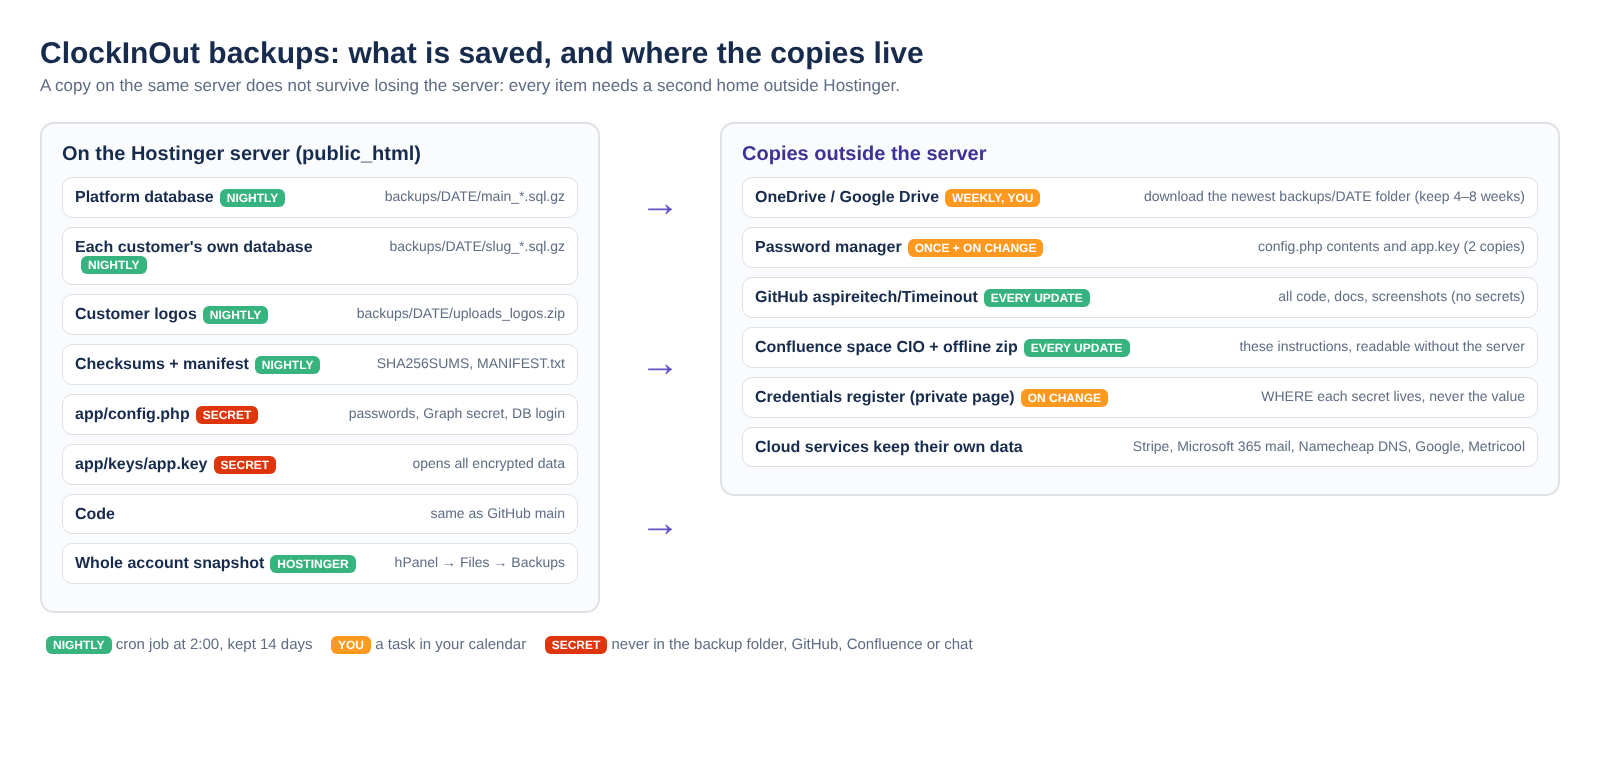 ClockInOut backups: what is saved, and where the copies live
A copy on the same server does not survive losing the server: every item needs a second home outside Hostinger.
On the Hostinger server (public_html)
Platform database NIGHTLY backups/DATE/main_*.sql.gz
Each customer's own database backups/DATE/slug_*.sql.gz
NIGHTLY
Customer logos NIGHTLY backups/DATE/uploads_logos.zip
Checksums + manifest NIGHTLY SHA256SUMS, MANIFEST.txt
app/config.php SECRET passwords, Graph secret, DB login
app/keys/app.key SECRET opens all encrypted data
Code same as GitHub main
Whole account snapshot HOSTINGER hPanel → Files → Backups
→
→
→
Copies outside the server
OneDrive / Google Drive WEEKLY, YOU download the newest backups/DATE folder (keep 4–8 weeks)
Password manager ONCE + ON CHANGE config.php contents and app.key (2 copies)
GitHub aspireitech/Timeinout EVERY UPDATE all code, docs, screenshots (no secrets)
Confluence space CIO + offline zip EVERY UPDATE these instructions, readable without the server
Credentials register (private page) ON CHANGE WHERE each secret lives, never the value
Cloud services keep their own data Stripe, Microsoft 365 mail, Namecheap DNS, Google, Metricool
NIGHTLY cron job at 2:00, kept 14 days YOU a task in your calendar SECRET never in the backup folder, GitHub, Confluence or chat